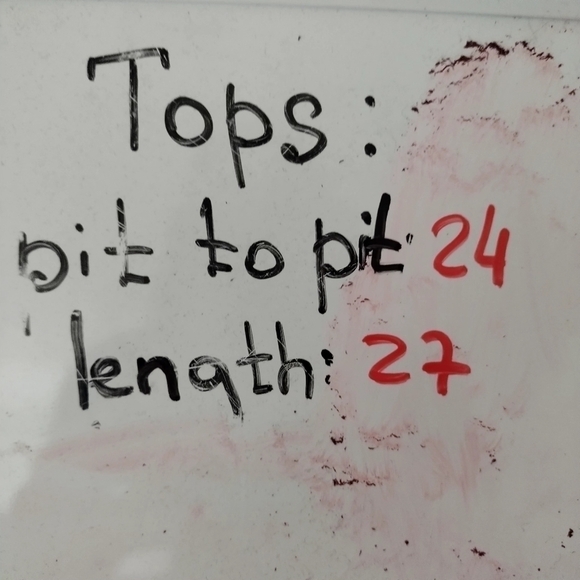 Tops:
pit to pit: 24
length: 27